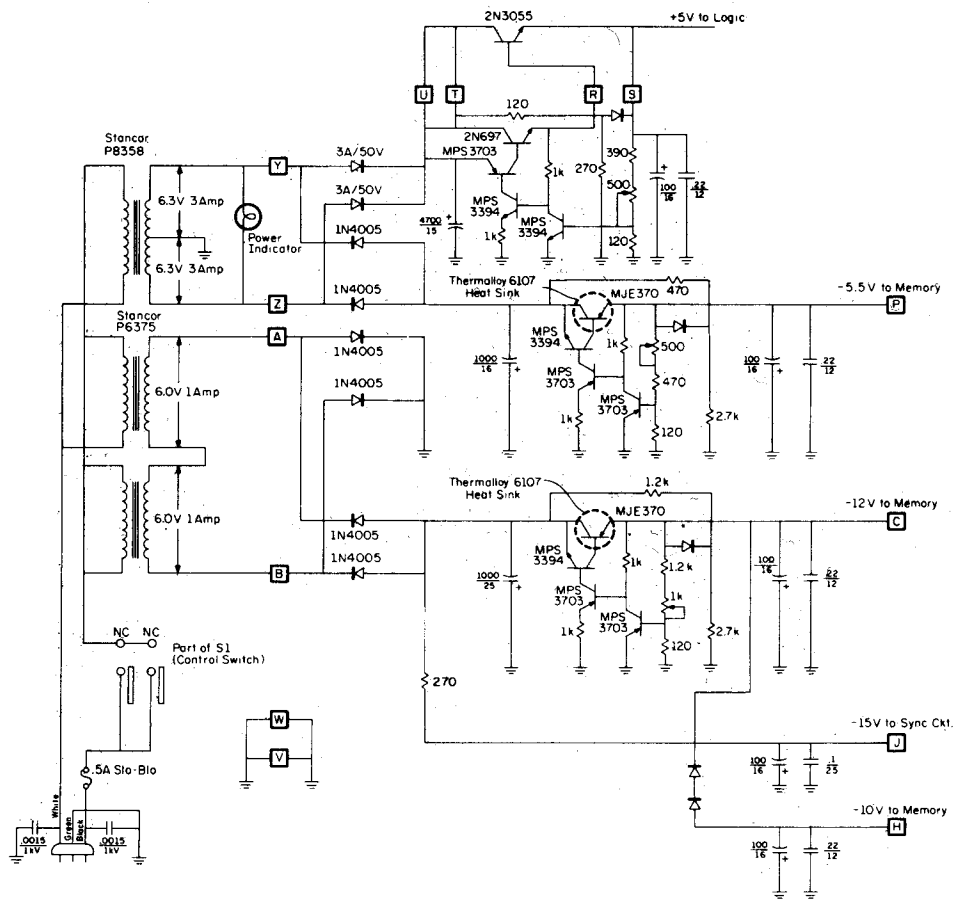 2N3055
+5V to Logic
U
T
R
S
120
Stancor
P8358
2N697
MPS3703
3A/50V
Y
390
1k
270
500
100/16
+
22/12
6.3V 3Amp
3A/50V
MPS
3394
MPS
3394
4700/15
+
Power
Indicator
1N4005
1k
120
6.3V 3Amp
Thermalloy 6107
Heat Sink
MJE370
470
-5.5V to Memory
Z
1N4005
P
Stancor
P6375
A
1N4005
MPS
3394
1k
500
1000/16
+
100/16
+
22/12
6.0V 1Amp
1N4005
MPS
3703
MPS
3703
470
1k
120
2.7k
Thermalloy 6107
Heat Sink
1.2k
MJE370
-12V to Memory
6.0V 1Amp
1N4005
C
MPS
3394
1k
1.2k
1N4005
B
1000/25
+
100/16
+
22/12
MPS
3703
1k
MPS
3703
1k
120
2.7k
NC NC
Part of S1
(Control Switch)
270
W
V
-15V to Sync Ckt.
J
.5A Slo-Blo
100/16
+
.1/25
White
Green
Black
-10V to Memory
H
.0015
1kV
.0015
1kV
100/16
+
22/12